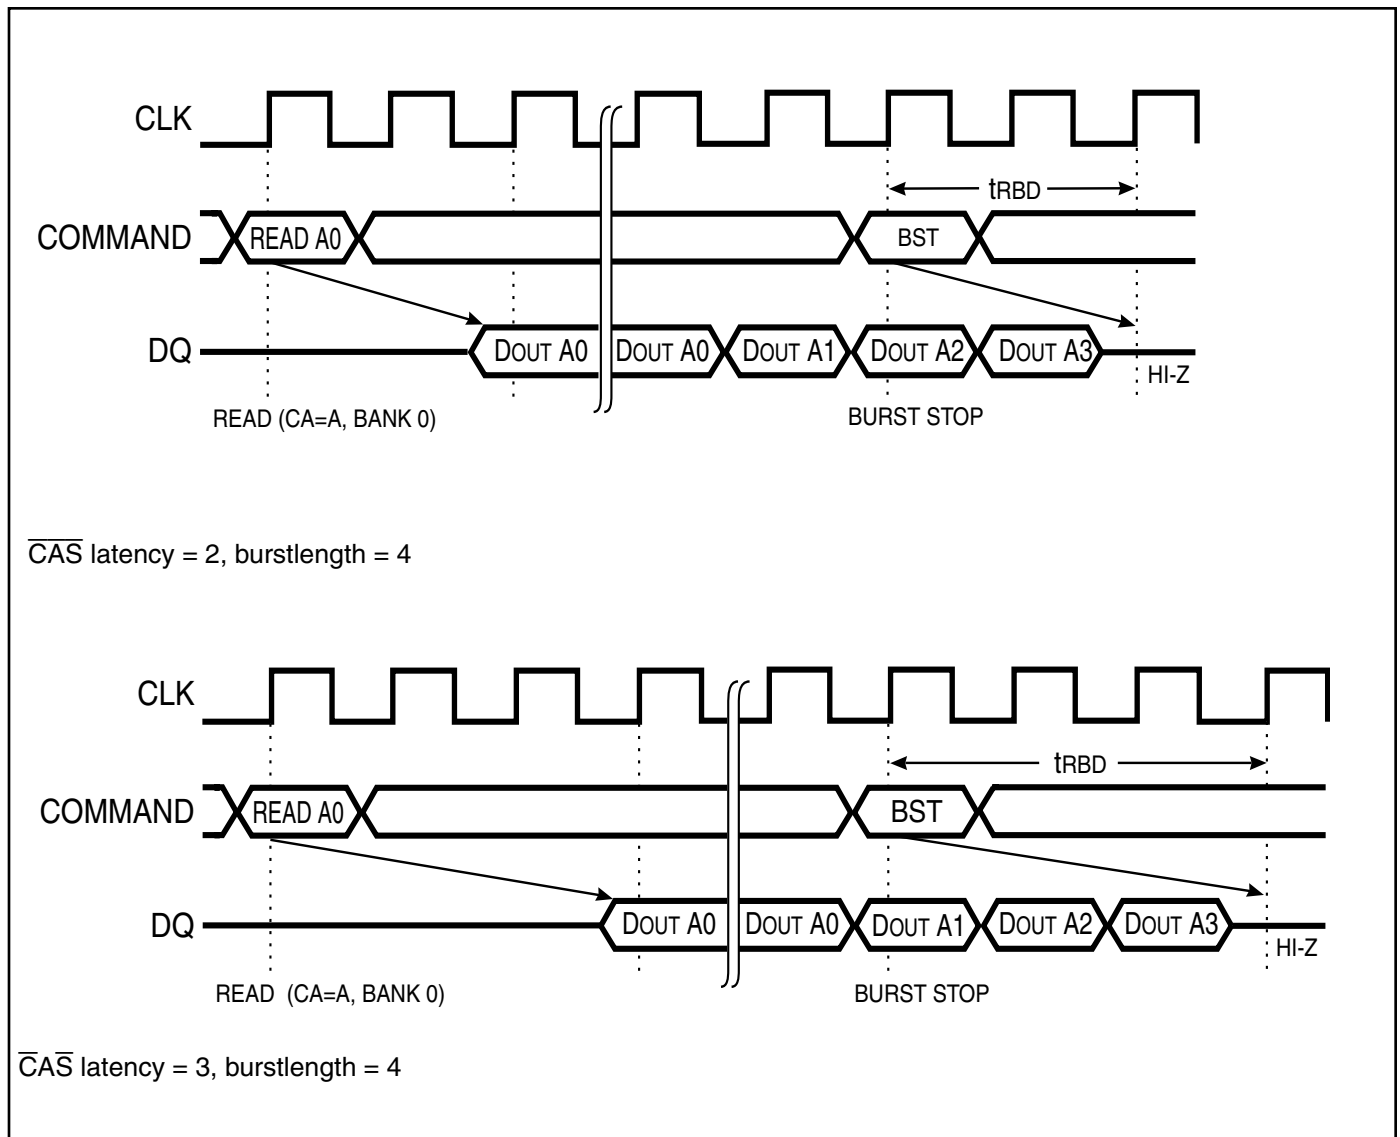 CLK
tRBD
COMMAND READ A0 BST
DQ DOUT A0 DOUT A0 DOUT A1 DOUT A2 DOUT A3
HI-Z
READ (CA=A, BANK 0) BURST STOP
CAS latency = 2, burstlength = 4
CLK
tRBD
COMMAND READ A0 BST
DQ DOUT A0 DOUT A0 DOUT A1 DOUT A2 DOUT A3
HI-Z
READ (CA=A, BANK 0) BURST STOP
CAS latency = 3, burstlength = 4